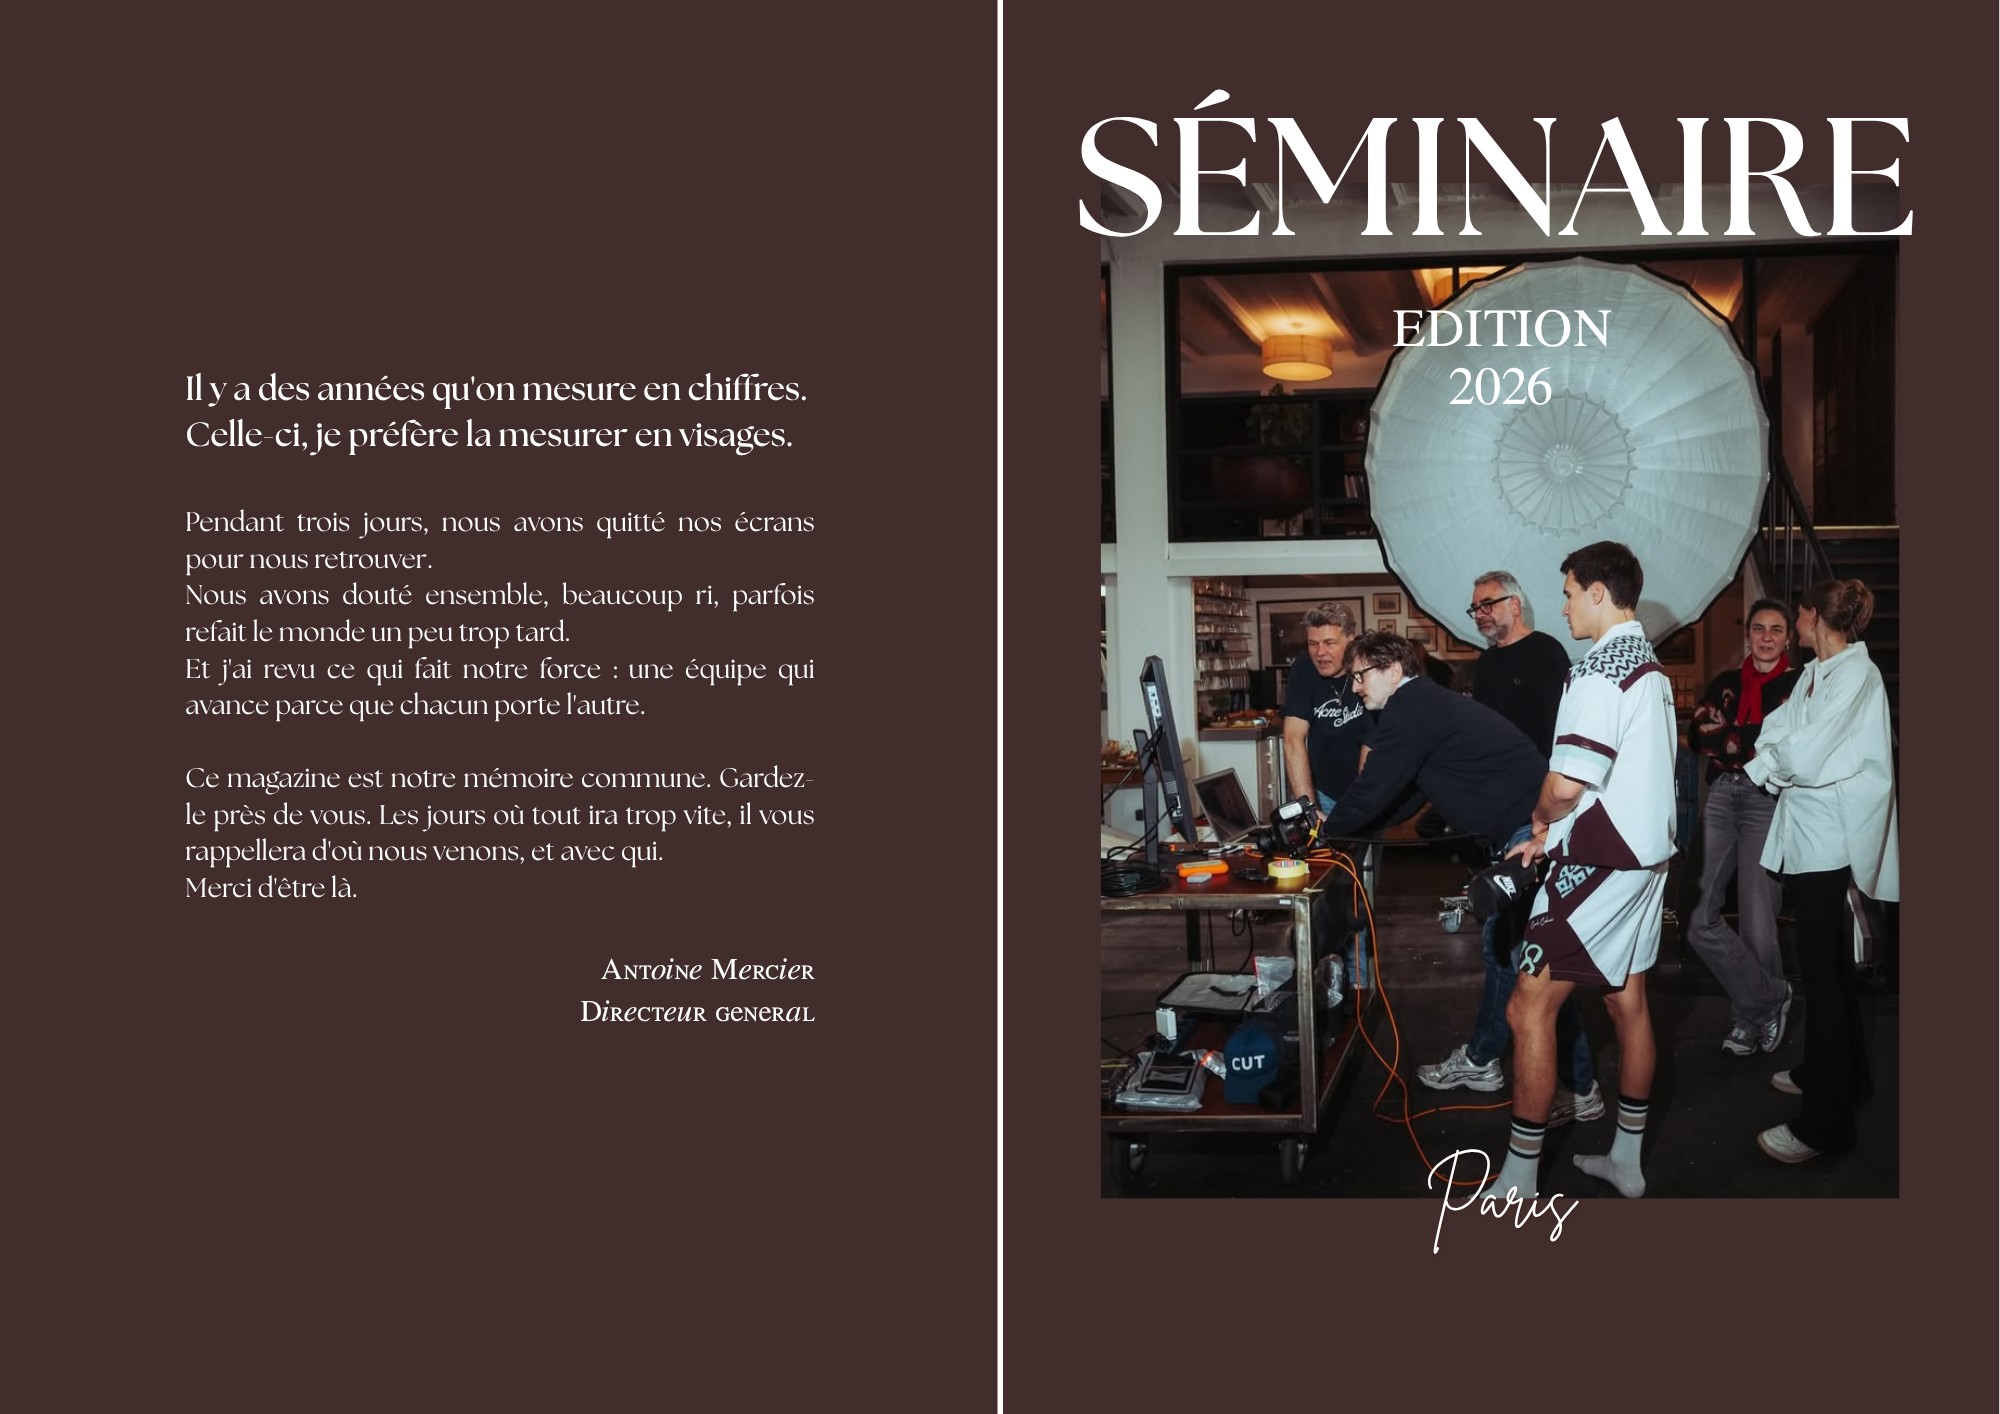 Il y a des années qu'on mesure en chiffres.
Celle-ci, je préfère la mesurer en visages.
Pendant trois jours, nous avons quitté nos écrans
pour nous retrouver.
Nous avons douté ensemble, beaucoup ri, parfois
refait le monde un peu trop tard.
Et j'ai revu ce qui fait notre force : une équipe qui
avance parce que chacun porte l'autre.
Ce magazine est notre mémoire commune. Gardez-
le près de vous. Les jours où tout ira trop vite, il vous
rappellera d'où nous venons, et avec qui.
Merci d'être là.
Antoine Mercier
Directeur general
SÉMINAIRE
EDITION
2026
Acne Studios
NIKE
CUT
Paris